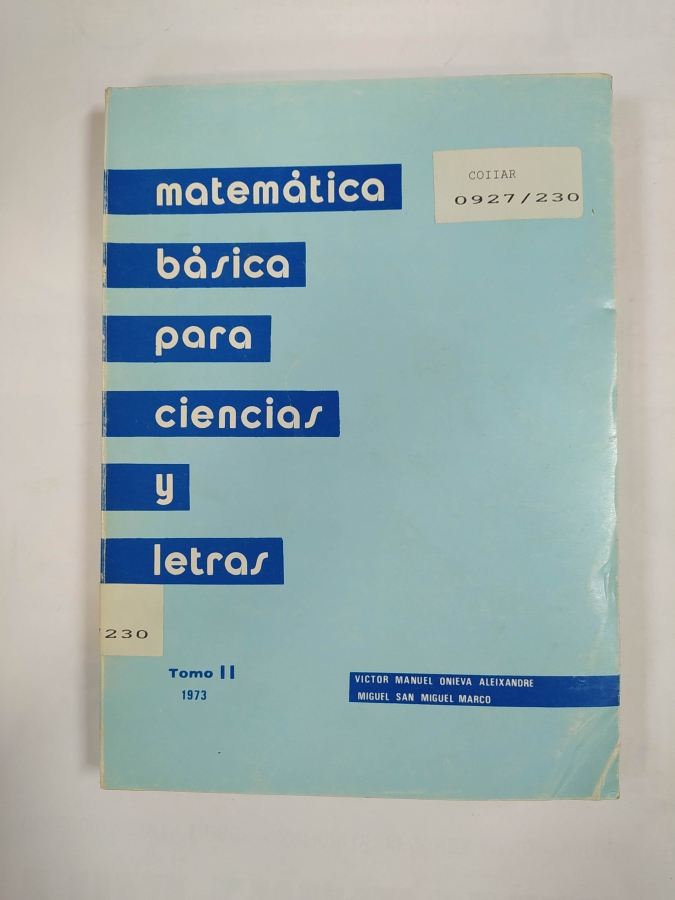 matemática
básica
para
ciencias
y
letras
COIIAR
0927/230
/230
Tomo II
1973
VICTOR MANUEL ONIEVA ALEIXANDRE
MIGUEL SAN MIGUEL MARCO